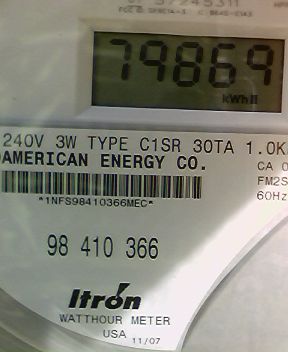 79869
kWh
240V 3W TYPE C1SR 30TA 1.0K
AMERICAN ENERGY CO.
CA
FM2S
60Hz
*1NFS98410366MEC*
98 410 366
Itron
WATTHOUR METER
USA 11/07